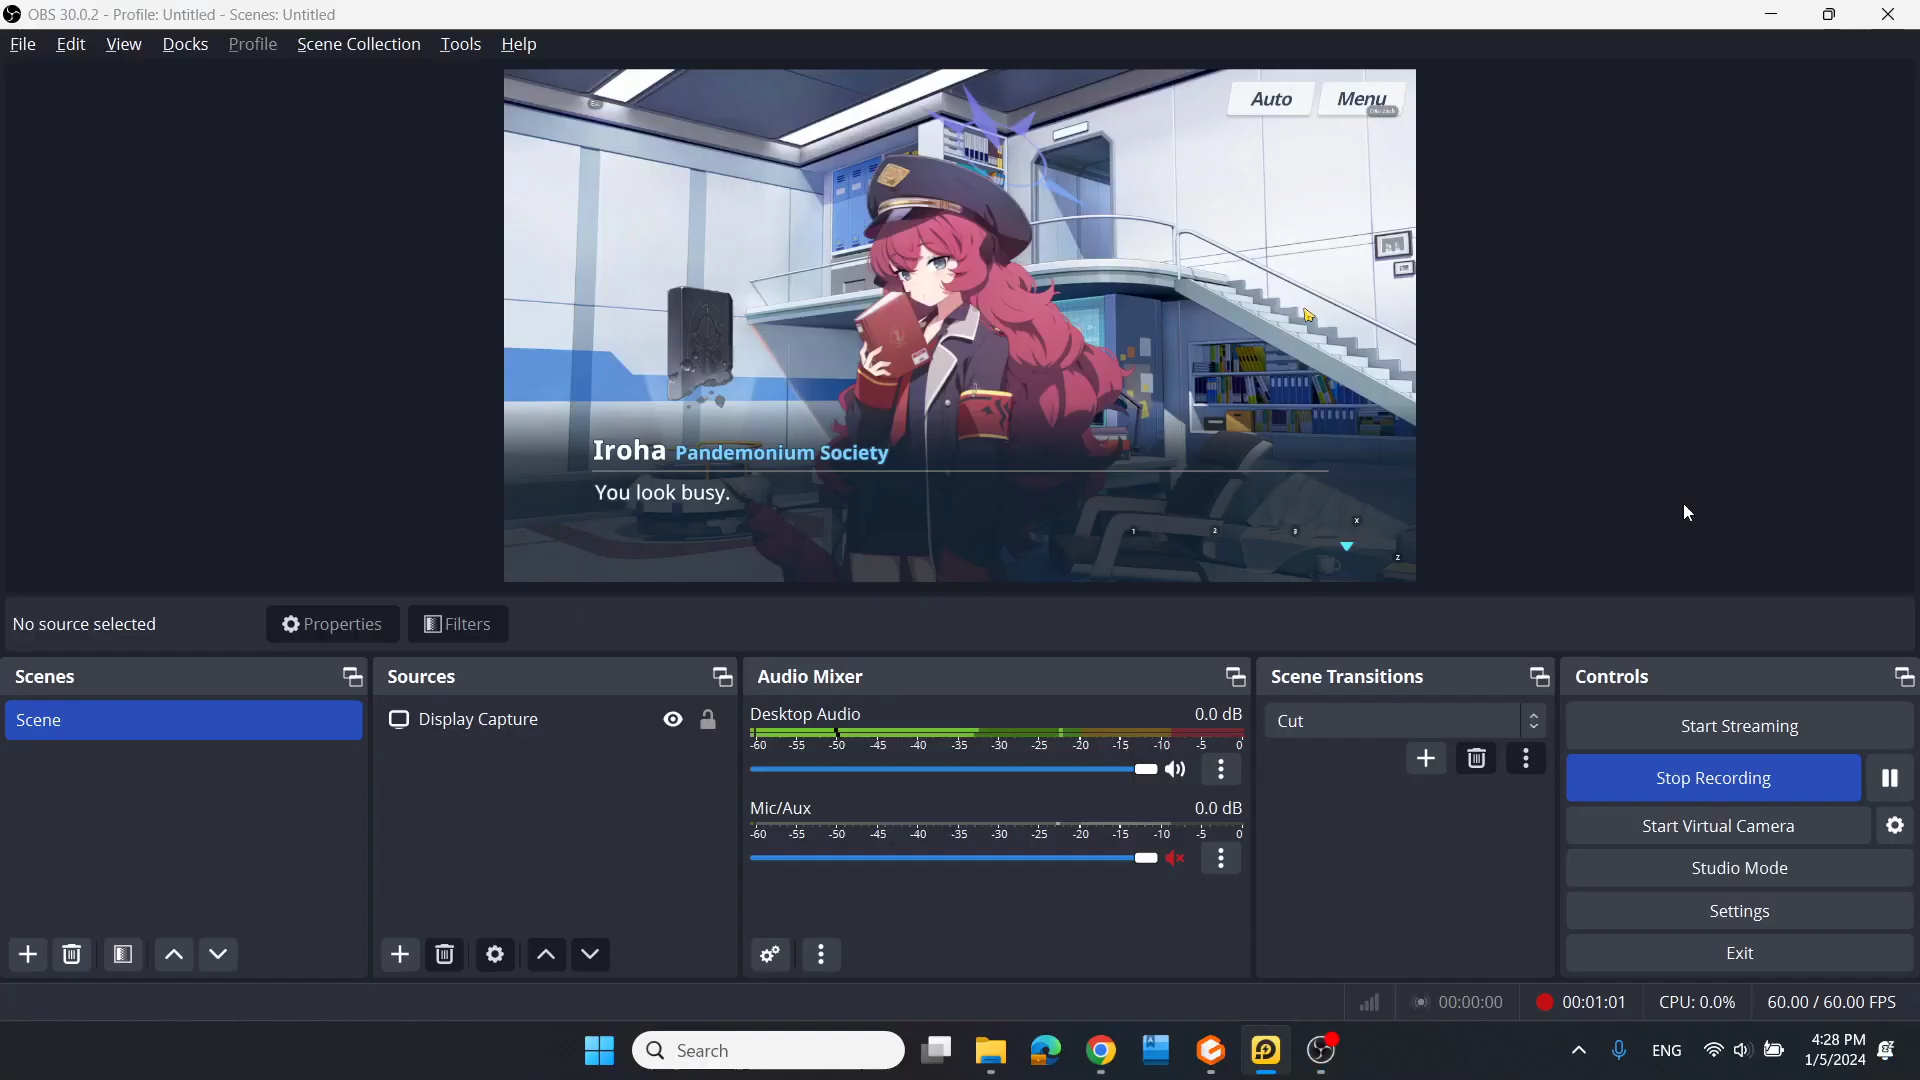 OBS 30.0.2 - Profile: Untitled - Scenes: Untitled
File Edit View Docks Profile Scene Collection Tools Help
Auto Menu
Iroha Pandemonium Society
You look busy.
1 2 3 X
Z
No source selected Properties Filters
Scenes Sources Audio Mixer Scene Transitions Controls
Scene
Display Capture
Desktop Audio 0.0 dB
-60 -55 -50 -45 -40 -35 -30 -25 -20 -15 -10 -5 0
Mic/Aux 0.0 dB
-60 -55 -50 -45 -40 -35 -30 -25 -20 -15 -10 -5 0
Cut
Start Streaming
Stop Recording
Start Virtual Camera
Studio Mode
Settings
Exit
00:00:00 00:01:01 CPU: 0.0% 60.00 / 60.00 FPS
Search
ENG
4:28 PM
1/5/2024